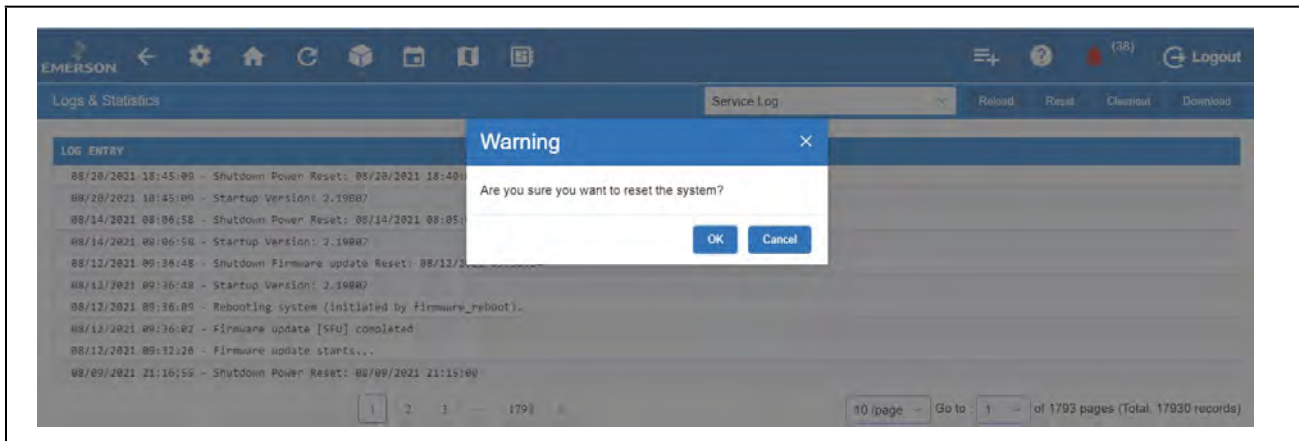 EMERSON
(38)
Logout
Logs & Statistics
Service Log
Reload
Reset
Cleanout
Download
Warning
Are you sure you want to reset the system?
OK
Cancel
LOG ENTRY
08/20/2021 18:45:09 - Shutdown Power Reset: 08/20/2021 18:40:
08/20/2021 18:45:09 - Startup Version: 2.19B07
08/14/2021 08:06:58 - Shutdown Power Reset: 08/14/2021 08:05:
08/14/2021 08:06:58 - Startup Version: 2.19B07
08/12/2021 09:36:48 - Shutdown Firmware update Reset: 08/12/
08/12/2021 09:36:48 - Startup Version: 2.19B07
08/12/2021 09:36:09 - Rebooting system (initiated by firmware_reboot).
08/12/2021 09:36:02 - Firmware update [SFU] completed
08/12/2021 09:32:26 - Firmware update starts...
08/09/2021 21:16:55 - Shutdown Power Reset: 08/09/2021 21:15:00
1 2 3 ... 1793
10 /page Go to 1 of 1793 pages (Total: 17930 records)